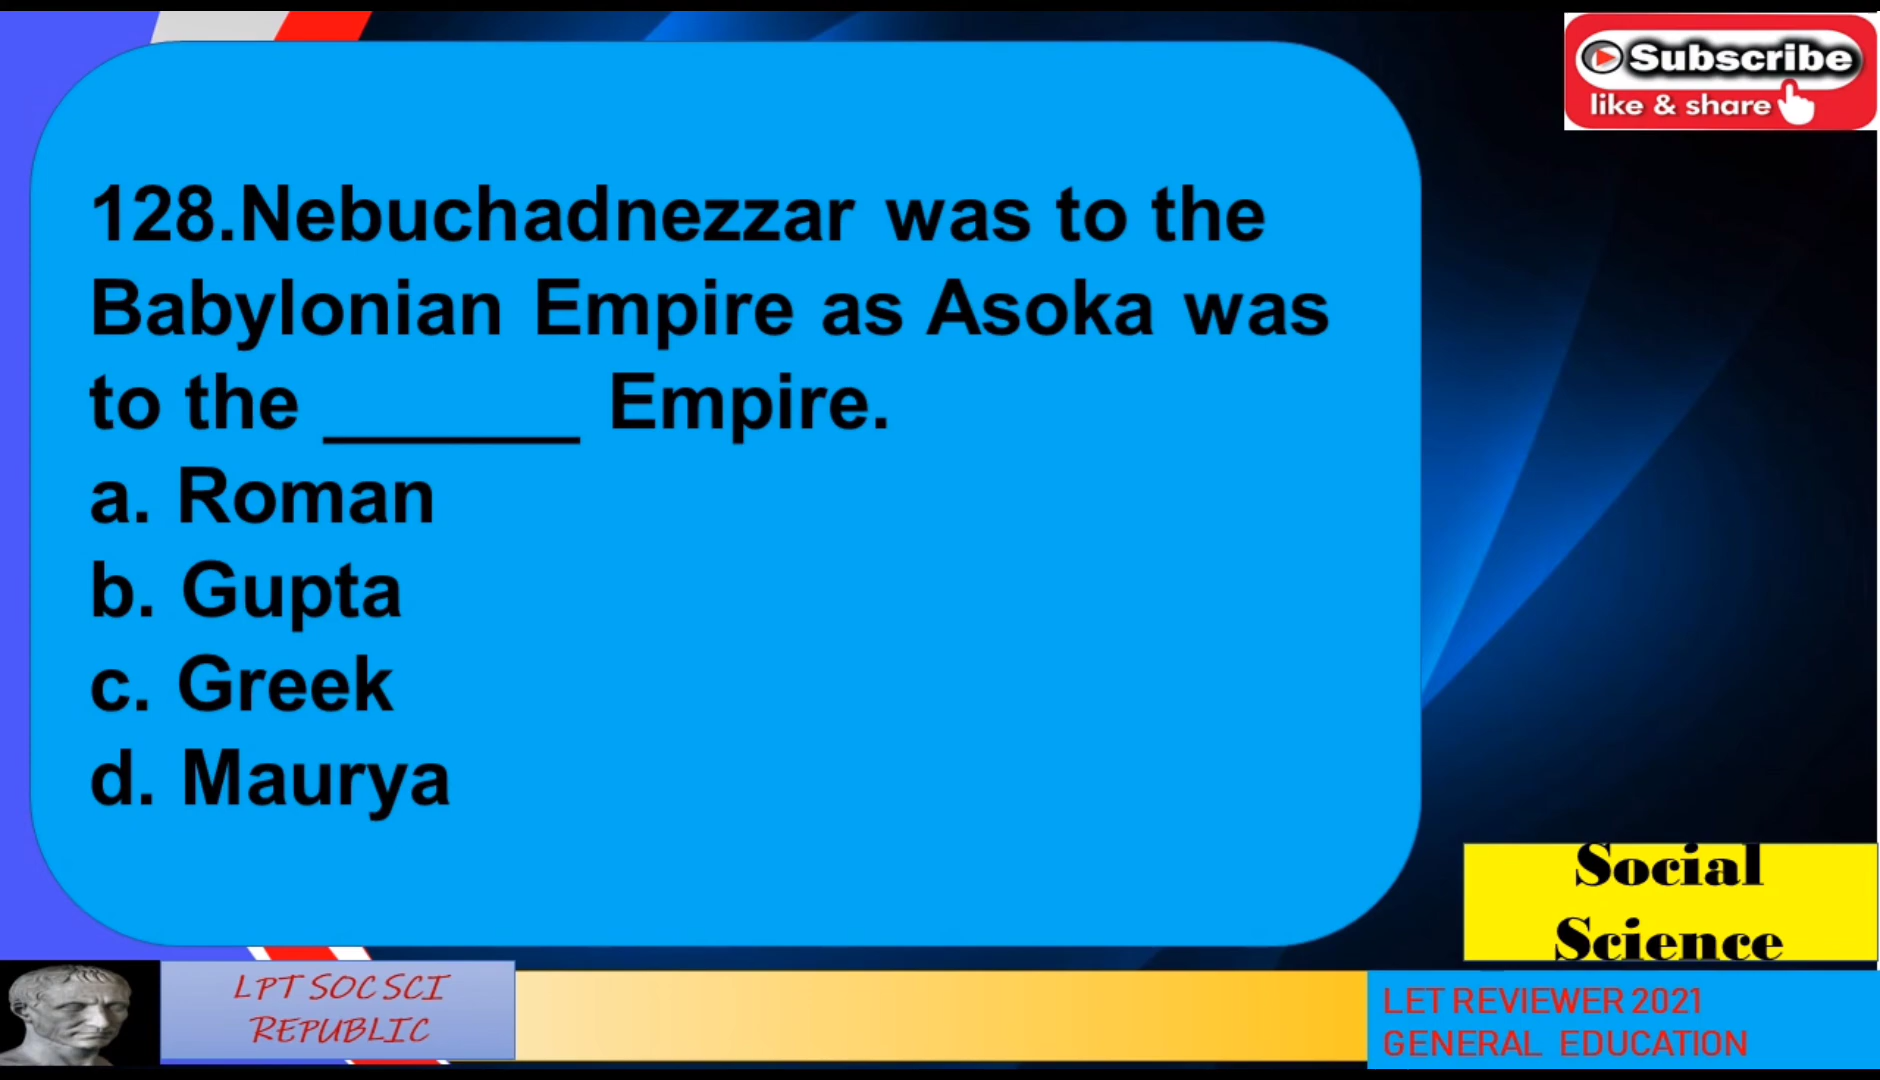 Subscribe
like & share
128.Nebuchadnezzar was to the
Babylonian Empire as Asoka was
to the _______ Empire.
a. Roman
b. Gupta
c. Greek
d. Maurya
Social
Science
LPT SOC SCI
REPUBLIC
LET REVIEWER 2021
GENERAL EDUCATION